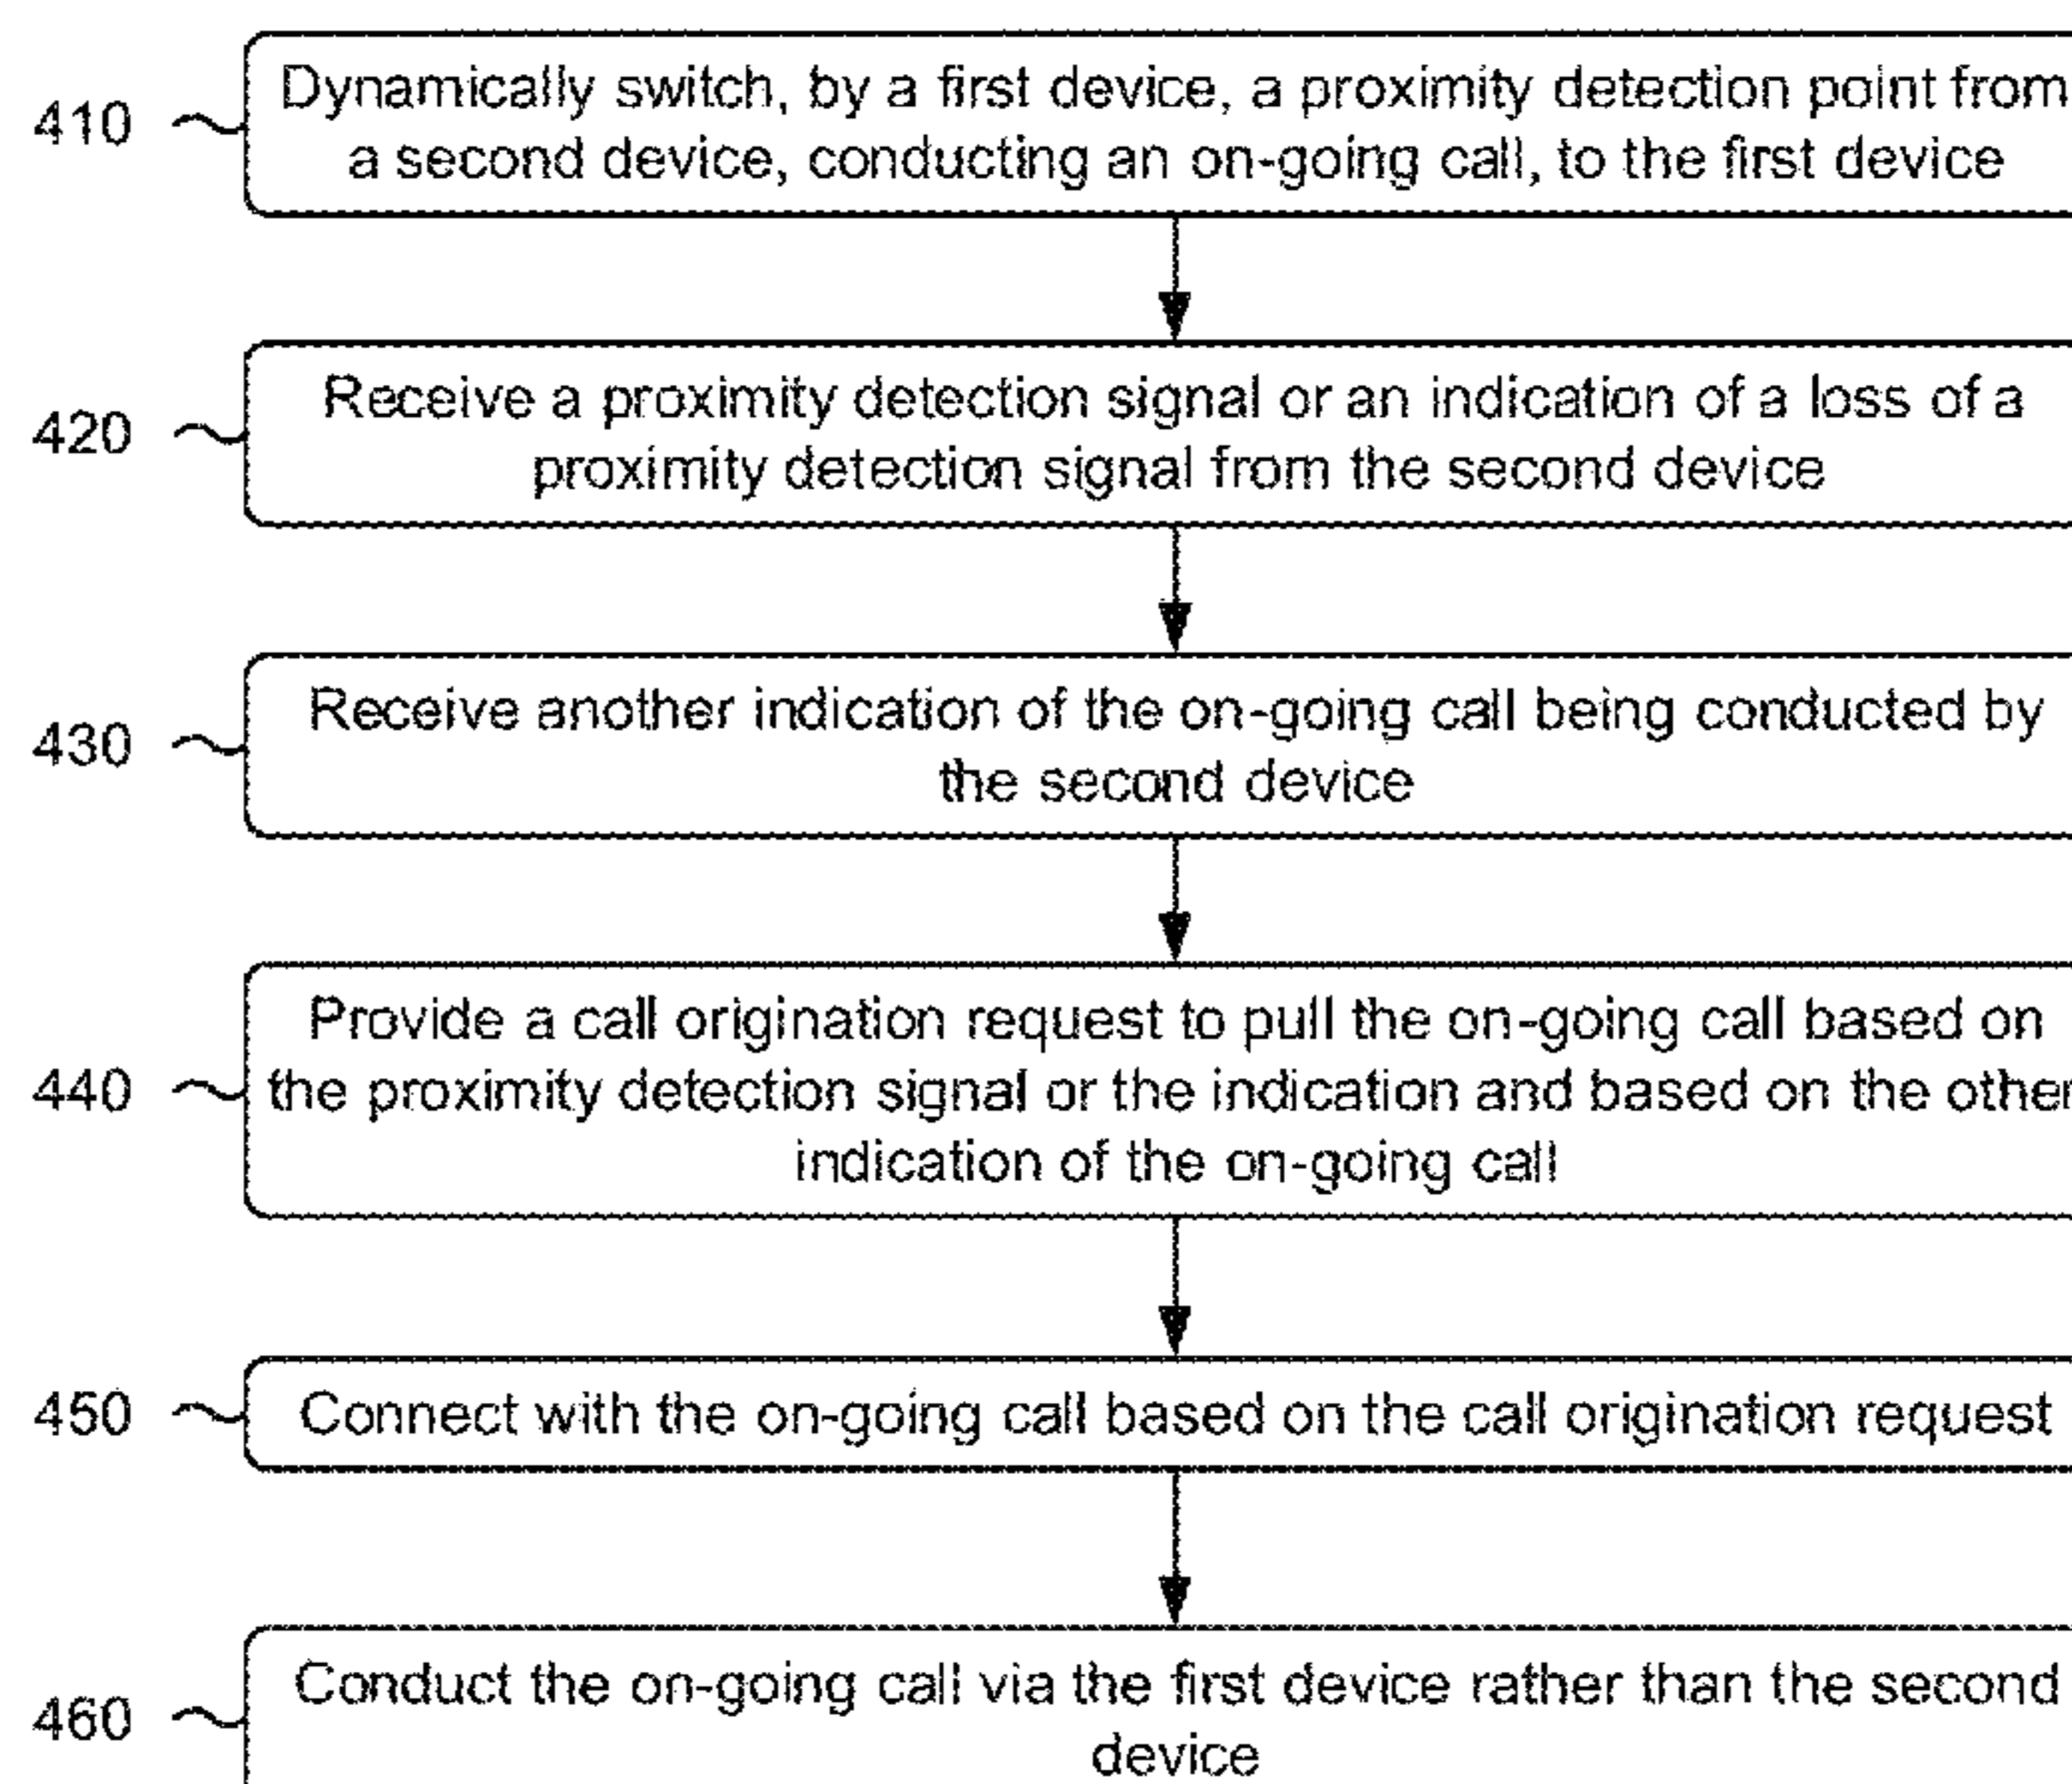 410
Dynamically switch, by a first device, a proximity detection point from
a second device, conducting an on-going call, to the first device
420
Receive a proximity detection signal or an indication of a loss of a
proximity detection signal from the second device
430
Receive another indication of the on-going call being conducted by
the second device
440
Provide a call origination request to pull the on-going call based on
the proximity detection signal or the indication and based on the other
indication of the on-going call
450
Connect with the on-going call based on the call origination request
460
Conduct the on-going call via the first device rather than the second
device